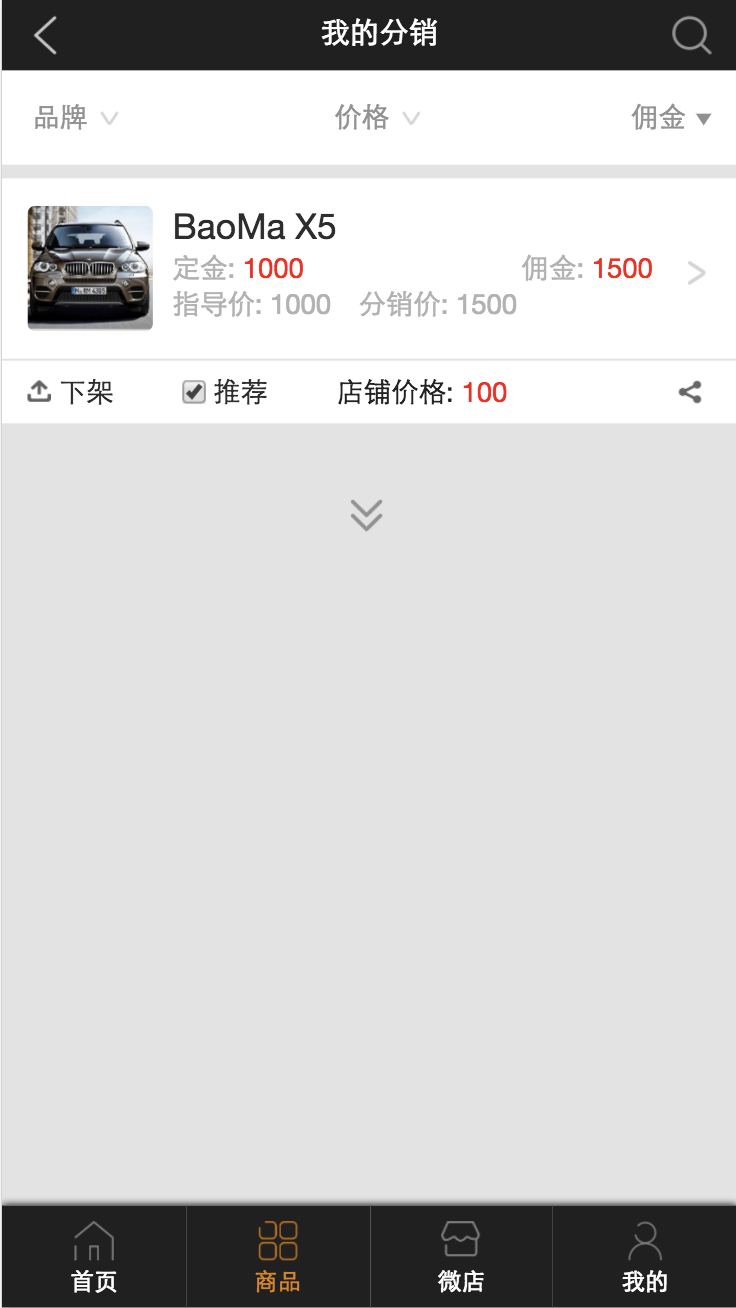 我的分销
品牌 价格 佣金
BaoMa X5
定金: 1000 佣金: 1500
指导价: 1000 分销价: 1500
下架 推荐 店铺价格: 100
首页 商品 微店 我的